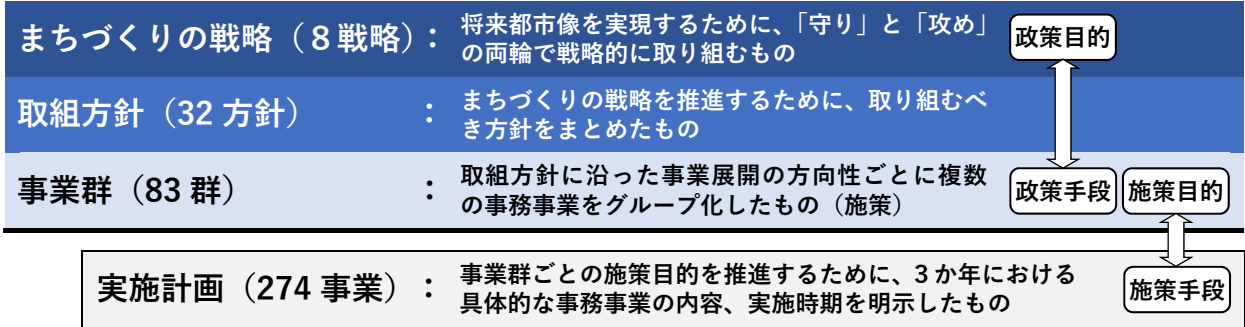 まちづくりの戦略（８戦略）：
将来都市像を実現するために、「守り」と「攻め」
の両輪で戦略的に取り組むもの
政策目的
取組方針（32 方針）　　　：
まちづくりの戦略を推進するために、取り組むべ
き方針をまとめたもの
事業群（83 群）　　　　　：
取組方針に沿った事業展開の方向性ごとに複数
の事務事業をグループ化したもの（施策）
政策手段
施策目的
実施計画（274 事業）：
事業群ごとの施策目的を推進するために、３か年における
具体的な事務事業の内容、実施時期を明示したもの
施策手段